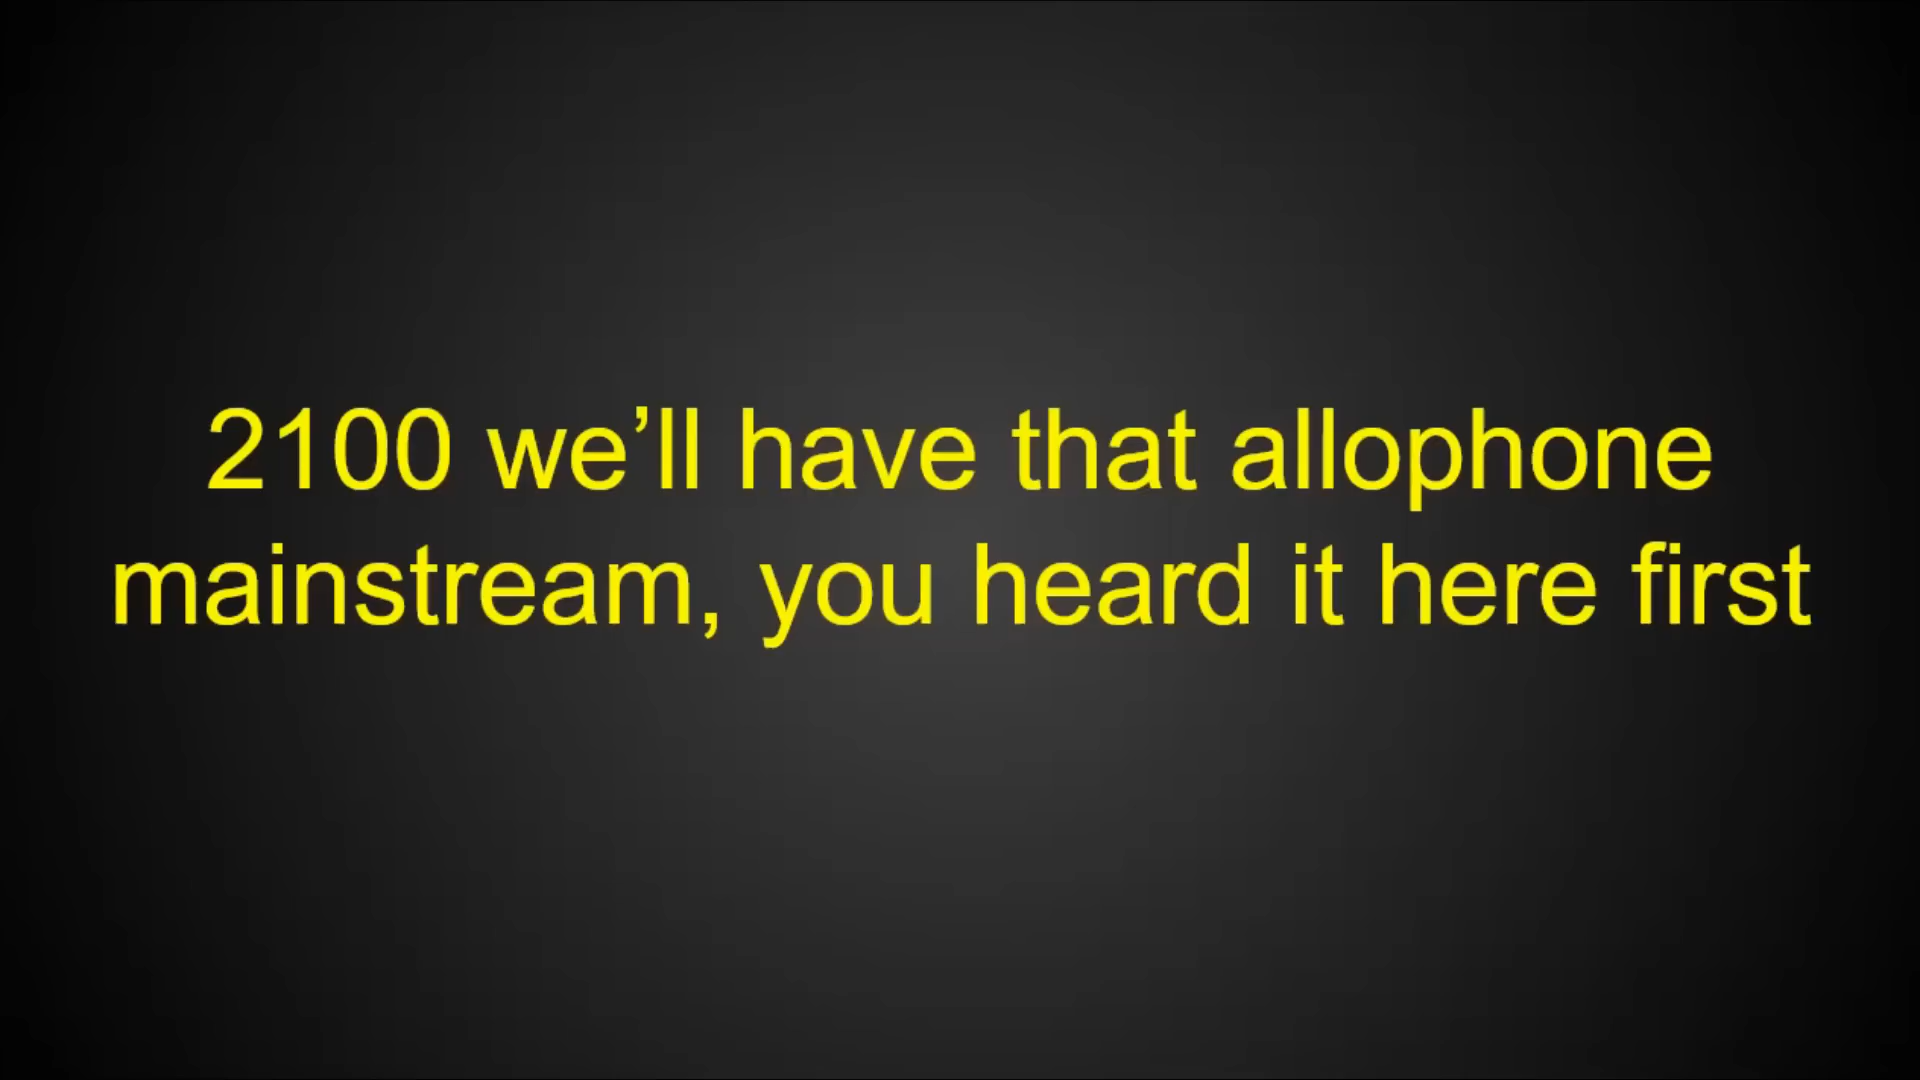 2100 we’ll have that allophone
mainstream, you heard it here first